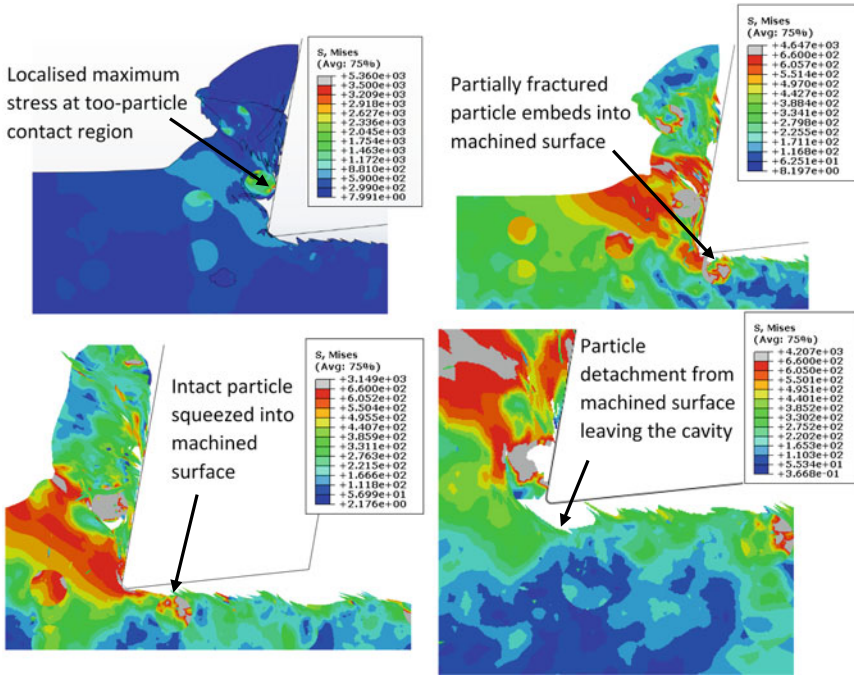 Localised maximum
stress at too-particle
contact region
S, Mises
(Avg: 75%)
+5.360e+03
+3.500e+03
+3.209e+03
+2.918e+03
+2.627e+03
+2.336e+03
+2.045e+03
+1.754e+03
+1.463e+03
+1.172e+03
+8.810e+02
+5.900e+02
+2.990e+02
+7.991e+00
Partially fractured
particle embeds into
machined surface
S, Mises
(Avg: 75%)
+4.647e+03
+6.600e+02
+6.057e+02
+5.514e+02
+4.970e+02
+4.427e+02
+3.884e+02
+3.341e+02
+2.798e+02
+2.255e+02
+1.711e+02
+1.168e+02
+6.251e+01
+8.197e+00
Intact particle
squeezed into
machined
surface
S, Mises
(Avg: 75%)
+3.149e+03
+6.600e+02
+6.052e+02
+5.504e+02
+4.955e+02
+4.407e+02
+3.859e+02
+3.311e+02
+2.763e+02
+2.215e+02
+1.666e+02
+1.118e+02
+5.699e+01
+2.176e+00
Particle
detachment from
machined surface
leaving the cavity
S, Mises
(Avg: 75%)
+4.207e+03
+6.600e+02
+6.050e+02
+5.501e+02
+4.951e+02
+4.401e+02
+3.852e+02
+3.302e+02
+2.752e+02
+2.202e+02
+1.653e+02
+1.103e+02
+5.534e+01
+3.668e-01